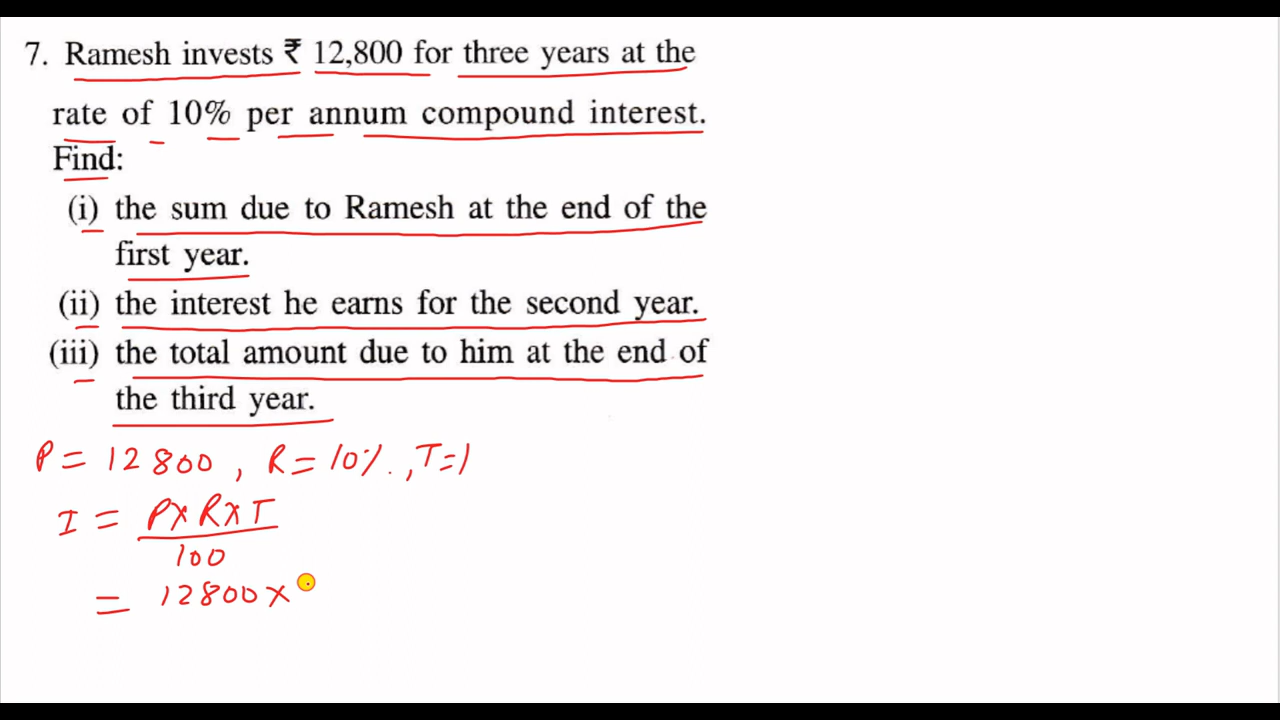 7. Ramesh invests ₹ 12,800 for three years at the
rate of 10% per annum compound interest.
Find:
(i) the sum due to Ramesh at the end of the
first year.
(ii) the interest he earns for the second year.
(iii) the total amount due to him at the end of
the third year.
P = 12800 , R = 10% . , T=1
I = P×R×T
100
= 12800×